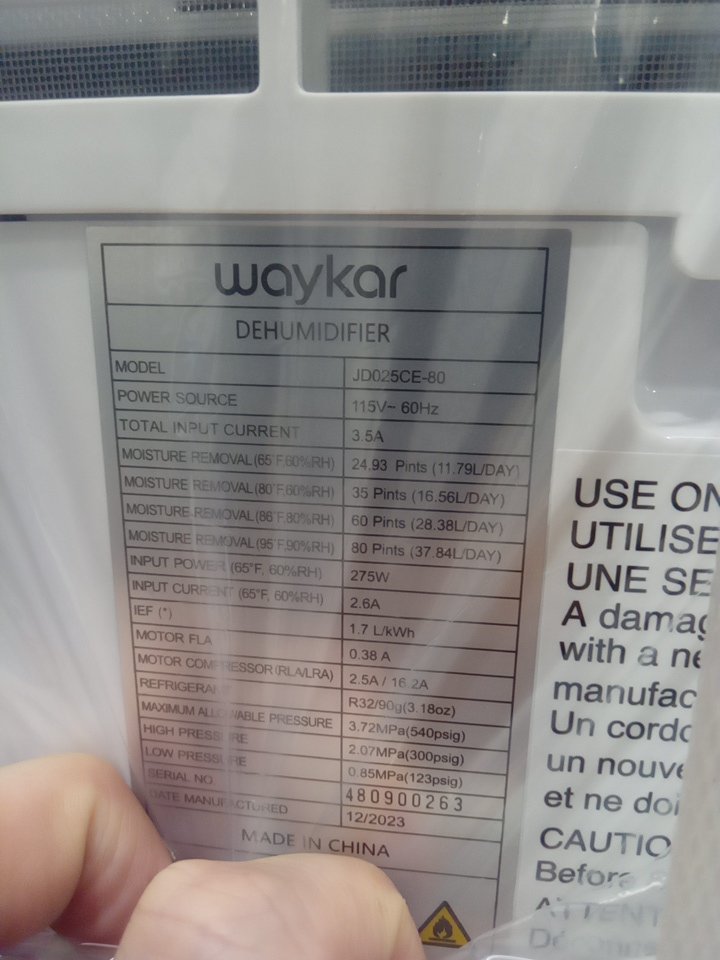 waykar
DEHUMIDIFIER
MODEL JD025CE-80
POWER SOURCE 115V~ 60Hz
TOTAL INPUT CURRENT 3.5A
MOISTURE REMOVAL(65°F,60%RH) 24.93 Pints (11.79L/DAY)
MOISTURE REMOVAL(80°F,60%RH) 35 Pints (16.56L/DAY)
MOISTURE REMOVAL(86°F,80%RH) 60 Pints (28.38L/DAY)
MOISTURE REMOVAL(95°F,90%RH) 80 Pints (37.84L/DAY)
INPUT POWER (65°F, 60%RH) 275W
INPUT CURRENT (65°F, 60%RH) 2.6A
IEF (*) 1.7 L/kWh
MOTOR FLA 0.38 A
MOTOR COMPRESSOR(RLA/LRA) 2.5A / 16.2A
REFRIGERANT R32/90g(3.18oz)
MAXIMUM ALLOWABLE PRESSURE 3.72MPa(540psig)
HIGH PRESSURE 2.07MPa(300psig)
LOW PRESSURE 0.85MPa(123psig)
SERIAL NO 480900263
DATE MANUFACTURED 12/2023
MADE IN CHINA
USE ON
UTILISE
UNE SE
A damag
with a ne
manufac
Un cordo
un nouve
et ne doi
CAUTIO
Before
ATTENT